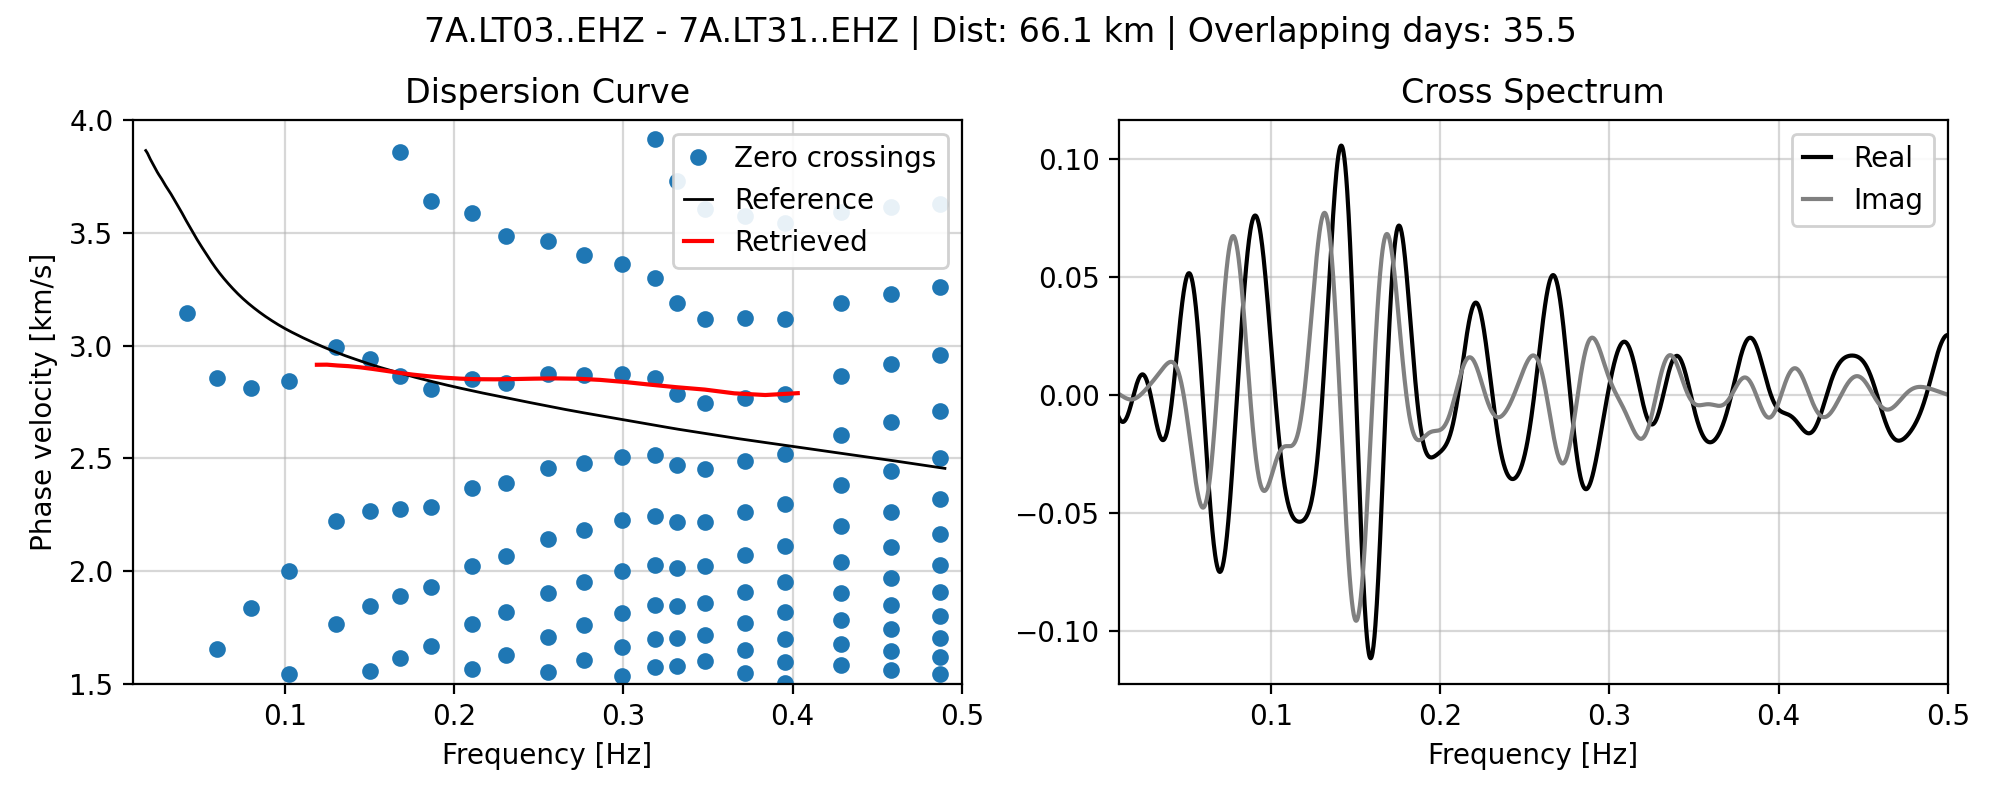 7A.LT03..EHZ - 7A.LT31..EHZ | Dist: 66.1 km | Overlapping days: 35.5
Dispersion Curve
4.0
3.5
3.0
2.5
2.0
1.5
Phase velocity [km/s]
0.1
0.2
0.3
0.4
0.5
Frequency [Hz]
Zero crossings
Reference
Retrieved
Cross Spectrum
0.10
0.05
0.00
−0.05
−0.10
0.1
0.2
0.3
0.4
0.5
Frequency [Hz]
Real
Imag